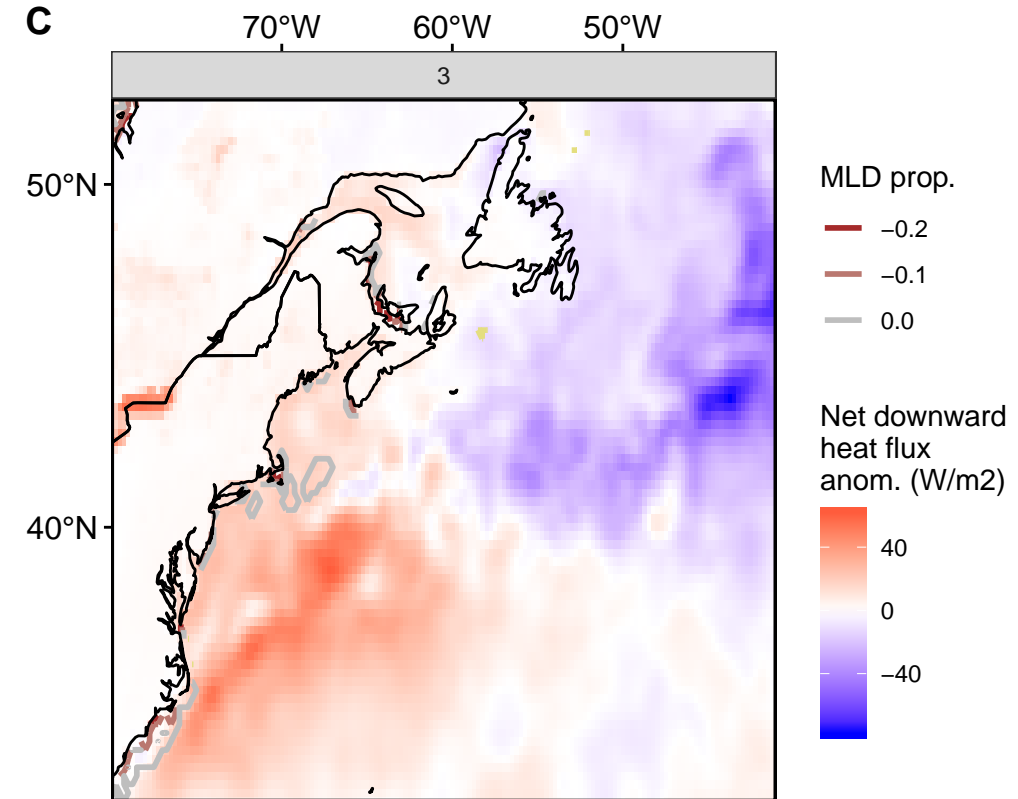 C
70°W 60°W 50°W
3
50°N
40°N
MLD prop.
−0.2
−0.1
0.0
Net downward
heat flux
anom. (W/m2)
40
0
−40